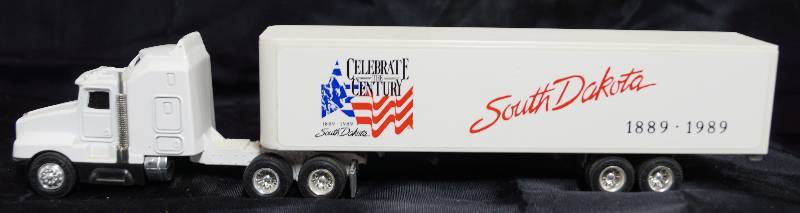 CELEBRATE
THE
CENTURY
1889 · 1989
South Dakota
South Dakota
1889 · 1989